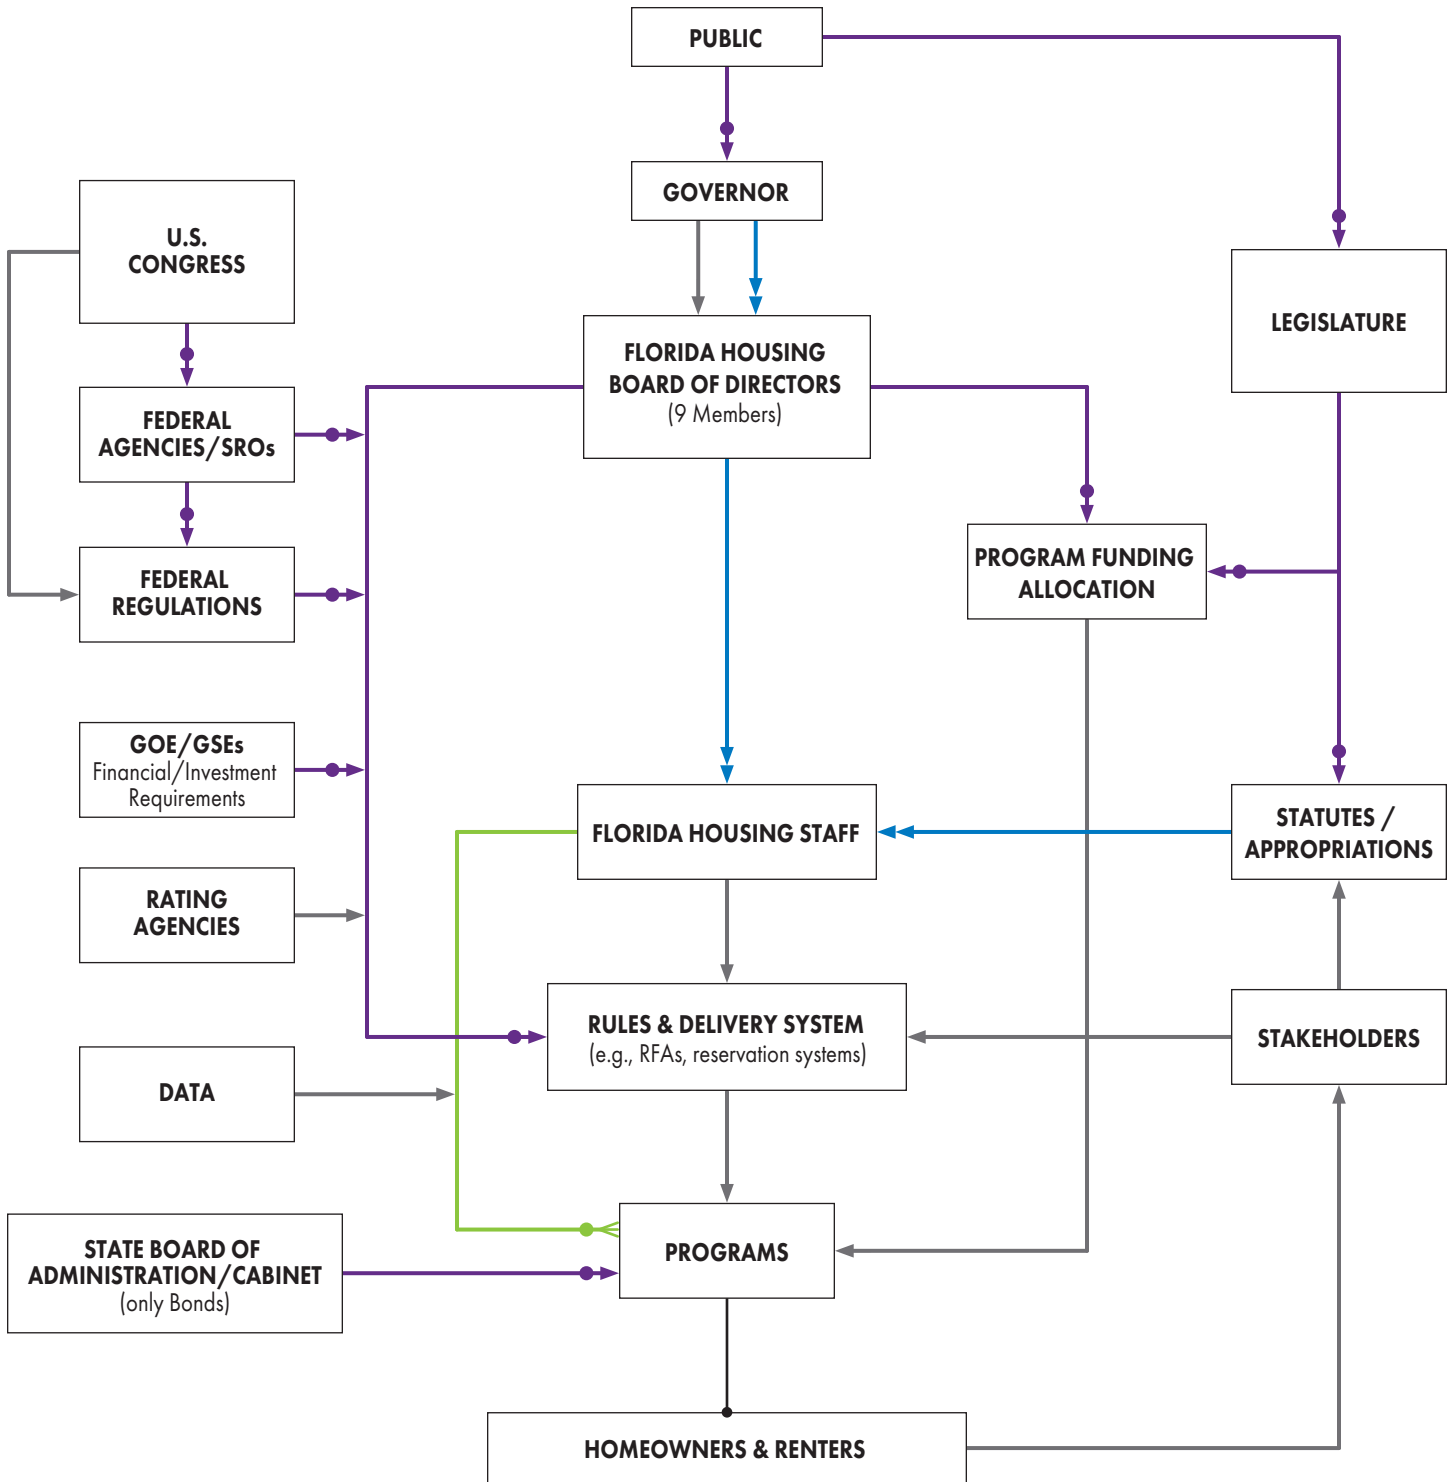 PUBLIC
GOVERNOR
U.S.
CONGRESS
LEGISLATURE
FLORIDA HOUSING
BOARD OF DIRECTORS
(9 Members)
FEDERAL
AGENCIES/SROs
PROGRAM FUNDING
ALLOCATION
FEDERAL
REGULATIONS
GOE/GSEs
Financial/Investment
Requirements
FLORIDA HOUSING STAFF
STATUTES /
APPROPRIATIONS
RATING
AGENCIES
RULES & DELIVERY SYSTEM
(e.g., RFAs, reservation systems)
STAKEHOLDERS
DATA
STATE BOARD OF
ADMINISTRATION/CABINET
(only Bonds)
PROGRAMS
HOMEOWNERS & RENTERS